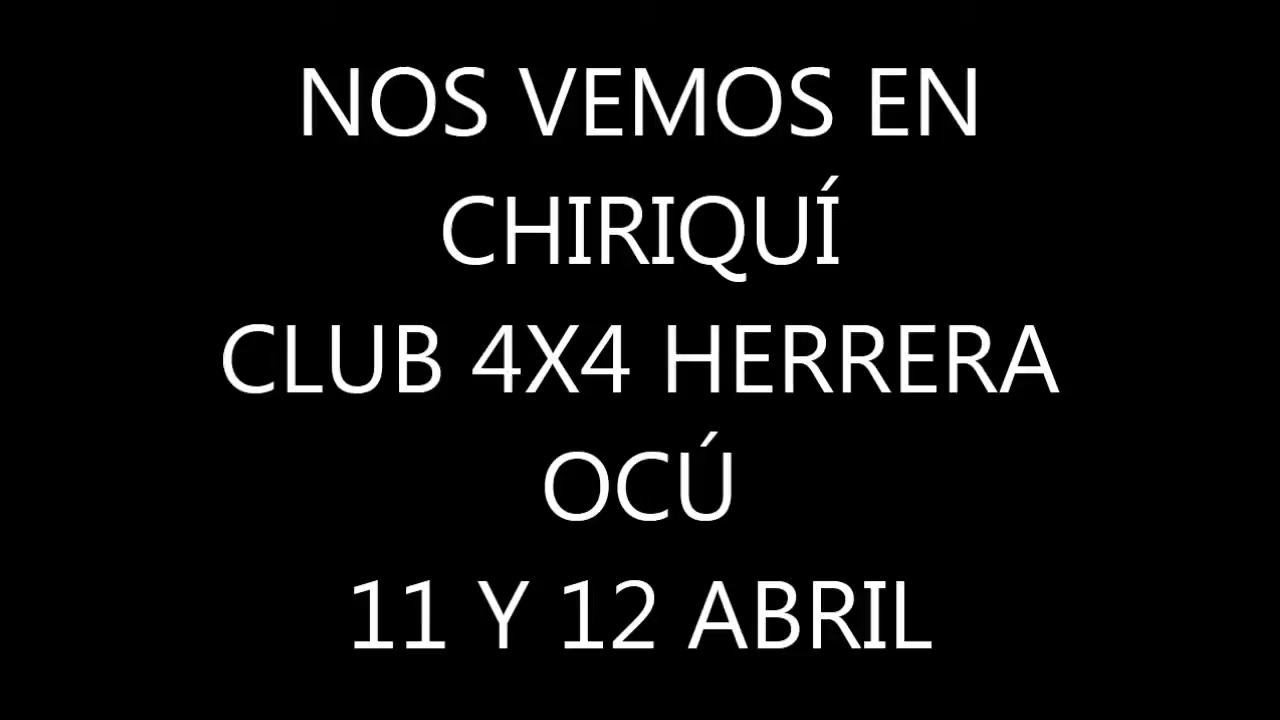 NOS VEMOS EN
CHIRIQUÍ
CLUB 4X4 HERRERA
OCÚ
11 Y 12 ABRIL